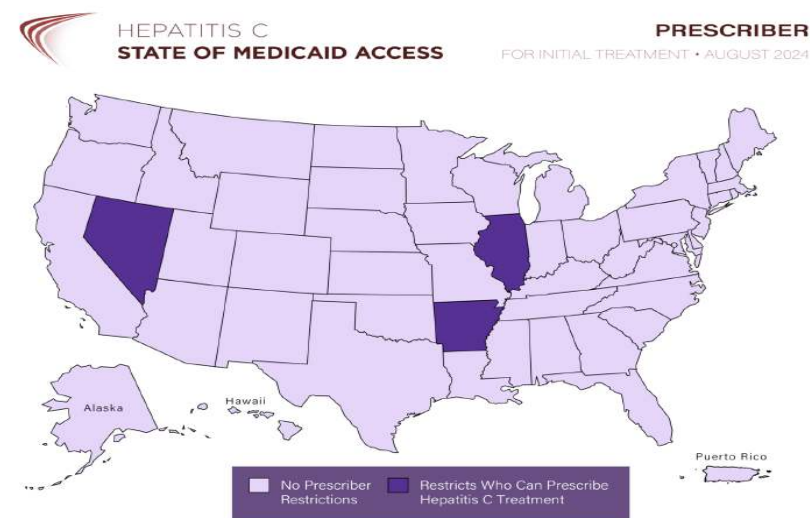 HEPATITIS C
STATE OF MEDICAID ACCESS
PRESCRIBER
FOR INITIAL TREATMENT • AUGUST 2024
Alaska
Hawaii
Puerto Rico
No Prescriber
Restrictions
Restricts Who Can Prescribe
Hepatitis C Treatment